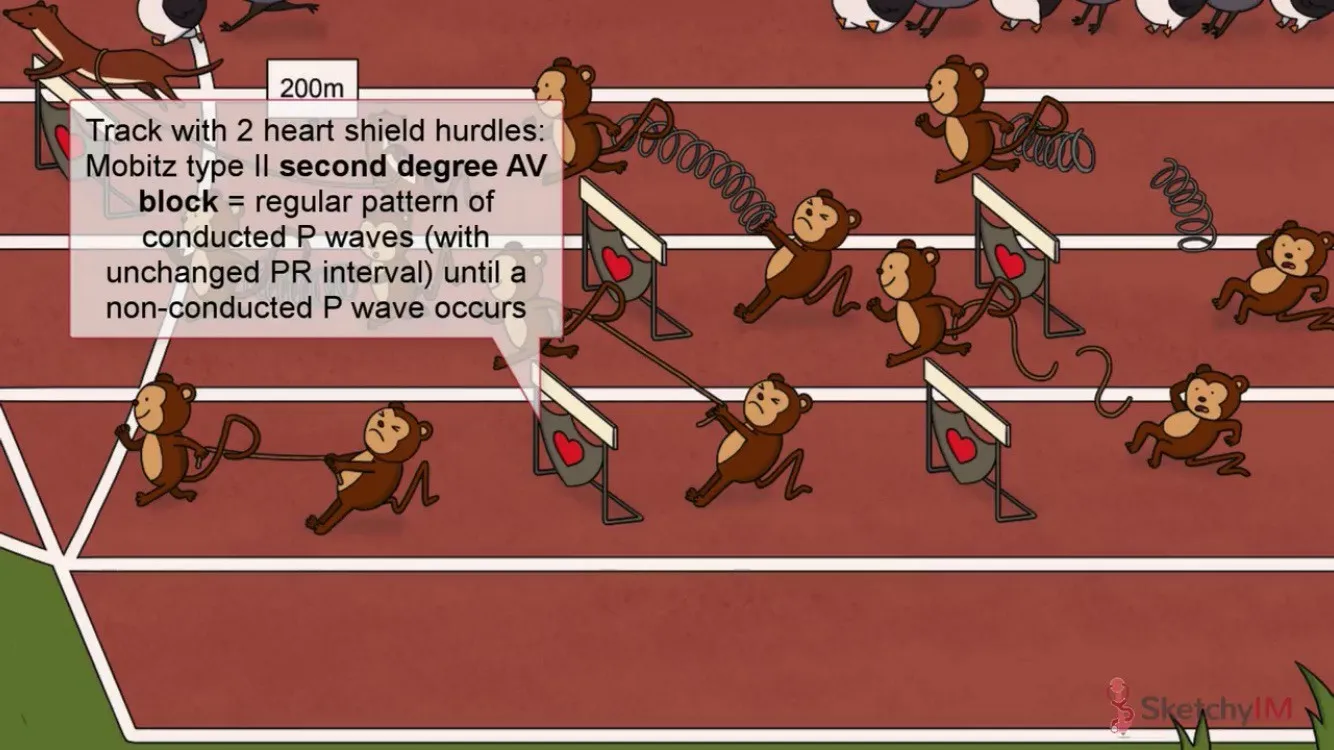 200m
Track with 2 heart shield hurdles:
Mobitz type II second degree AV
block = regular pattern of
conducted P waves (with
unchanged PR interval) until a
non-conducted P wave occurs
SketchyIM